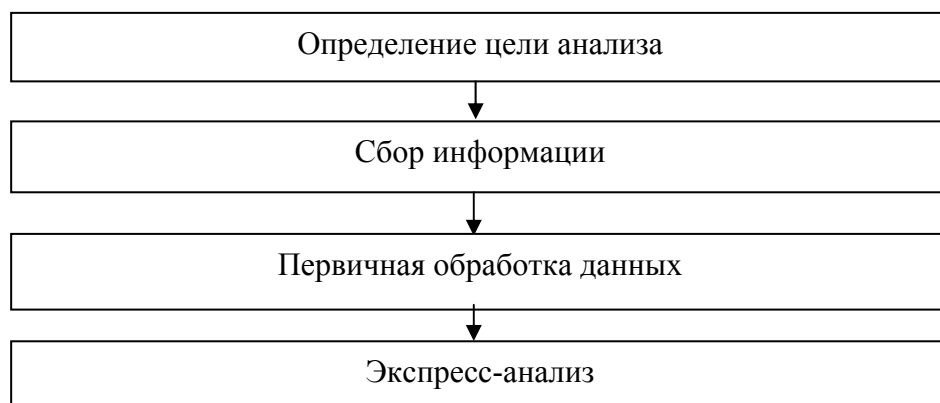 Определение цели анализа
Сбор информации
Первичная обработка данных
Экспресс-анализ